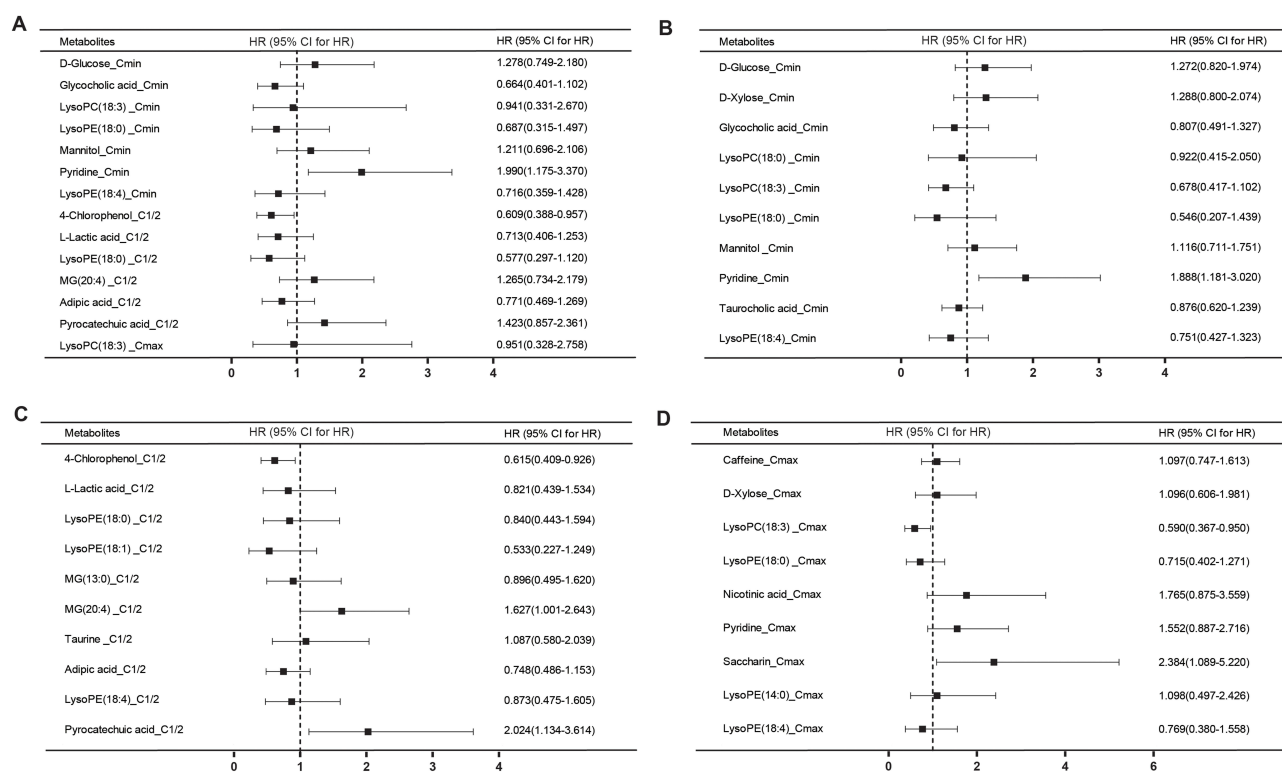 A
Metabolites HR (95% CI for HR) HR (95% CI for HR)
D-Glucose_Cmin 1.278(0.749-2.180)
Glycocholic acid_Cmin 0.664(0.401-1.102)
LysoPC(18:3) _Cmin 0.941(0.331-2.670)
LysoPE(18:0) _Cmin 0.687(0.315-1.497)
Mannitol_Cmin 1.211(0.696-2.106)
Pyridine_Cmin 1.990(1.175-3.370)
LysoPE(18:4)_Cmin 0.716(0.359-1.428)
4-Chlorophenol_C1/2 0.609(0.388-0.957)
L-Lactic acid_C1/2 0.713(0.406-1.253)
LysoPE(18:0) _C1/2 0.577(0.297-1.120)
MG(20:4) _C1/2 1.265(0.734-2.179)
Adipic acid_C1/2 0.771(0.469-1.269)
Pyrocatechuic acid_C1/2 1.423(0.857-2.361)
LysoPC(18:3) _Cmax 0.951(0.328-2.758)
0 1 2 3 4
B
Metabolites HR (95% CI for HR) HR (95% CI for HR)
D-Glucose_Cmin 1.272(0.820-1.974)
D-Xylose_Cmin 1.288(0.800-2.074)
Glycocholic acid_Cmin 0.807(0.491-1.327)
LysoPC(18:0) _Cmin 0.922(0.415-2.050)
LysoPC(18:3) _Cmin 0.678(0.417-1.102)
LysoPE(18:0) _Cmin 0.546(0.207-1.439)
Mannitol _Cmin 1.116(0.711-1.751)
Pyridine_Cmin 1.888(1.181-3.020)
Taurocholic acid_Cmin 0.876(0.620-1.239)
LysoPE(18:4)_Cmin 0.751(0.427-1.323)
0 1 2 3 4
C
Metabolites HR (95% CI for HR) HR (95% CI for HR)
4-Chlorophenol_C1/2 0.615(0.409-0.926)
L-Lactic acid_C1/2 0.821(0.439-1.534)
LysoPE(18:0) _C1/2 0.840(0.443-1.594)
LysoPE(18:1) _C1/2 0.533(0.227-1.249)
MG(13:0)_C1/2 0.896(0.495-1.620)
MG(20:4) _C1/2 1.627(1.001-2.643)
Taurine _C1/2 1.087(0.580-2.039)
Adipic acid_C1/2 0.748(0.486-1.153)
LysoPE(18:4)_C1/2 0.873(0.475-1.605)
Pyrocatechuic acid_C1/2 2.024(1.134-3.614)
0 1 2 3 4
D
Metabolites HR (95% CI for HR) HR (95% CI for HR)
Caffeine_Cmax 1.097(0.747-1.613)
D-Xylose_Cmax 1.096(0.606-1.981)
LysoPC(18:3) _Cmax 0.590(0.367-0.950)
LysoPE(18:0) _Cmax 0.715(0.402-1.271)
Nicotinic acid_Cmax 1.765(0.875-3.559)
Pyridine_Cmax 1.552(0.887-2.716)
Saccharin_Cmax 2.384(1.089-5.220)
LysoPE(14:0)_Cmax 1.098(0.497-2.426)
LysoPE(18:4)_Cmax 0.769(0.380-1.558)
0 2 4 6